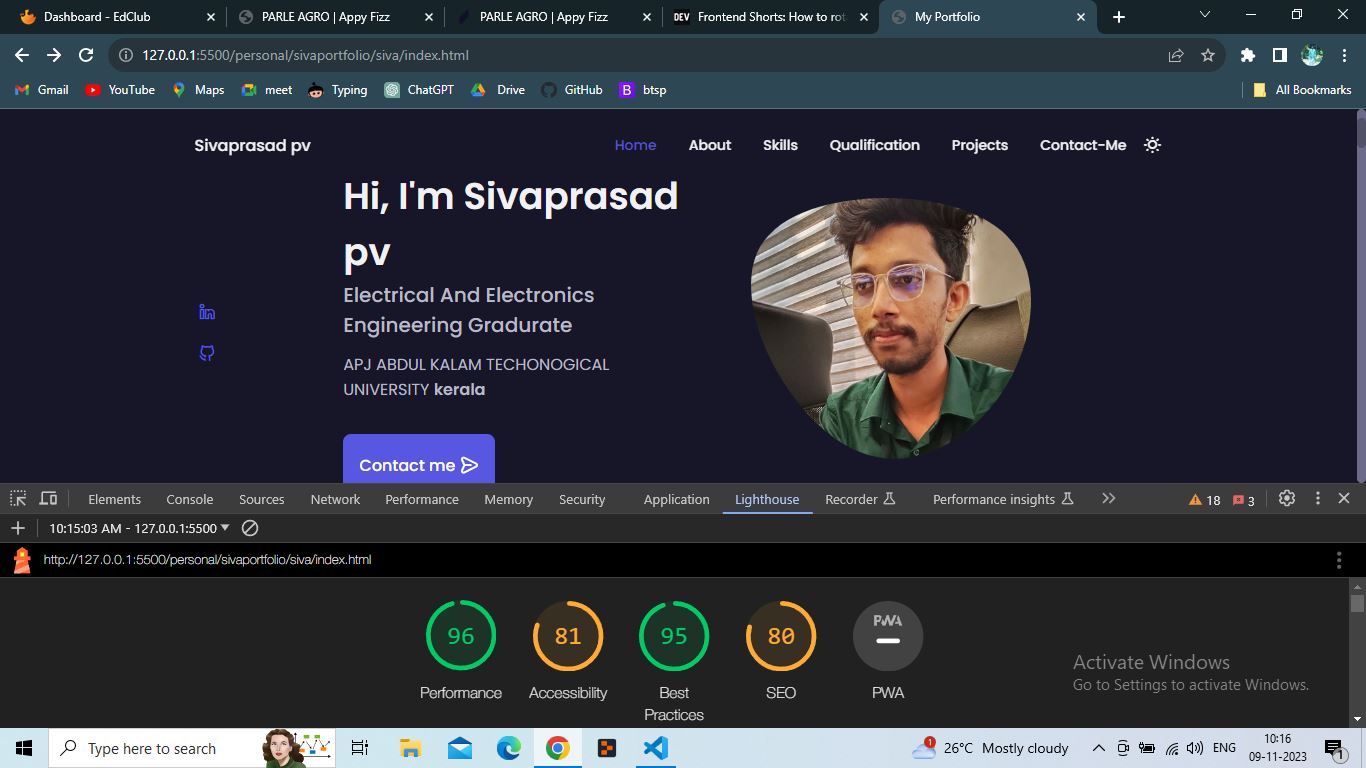 Dashboard - EdClub
PARLE AGRO | Appy Fizz
PARLE AGRO | Appy Fizz
DEV Frontend Shorts: How to rot
My Portfolio
127.0.0.1:5500/personal/sivaportfolio/siva/index.html
Gmail YouTube Maps meet Typing ChatGPT Drive GitHub B btsp All Bookmarks
Sivaprasad pv
Home About Skills Qualification Projects Contact-Me
Hi, I'm Sivaprasad
pv
Electrical And Electronics
Engineering Gradurate
APJ ABDUL KALAM TECHONOGICAL
UNIVERSITY kerala
Contact me
Elements Console Sources Network Performance Memory Security Application Lighthouse Recorder Performance insights 18 3
10:15:03 AM - 127.0.0.1:5500
http://127.0.0.1:5500/personal/sivaportfolio/siva/index.html
96 81 95 80 PWA
Performance Accessibility Best SEO PWA
Practices
Activate Windows
Go to Settings to activate Windows.
Type here to search
1 26°C Mostly cloudy ENG 10:16
09-11-2023 1